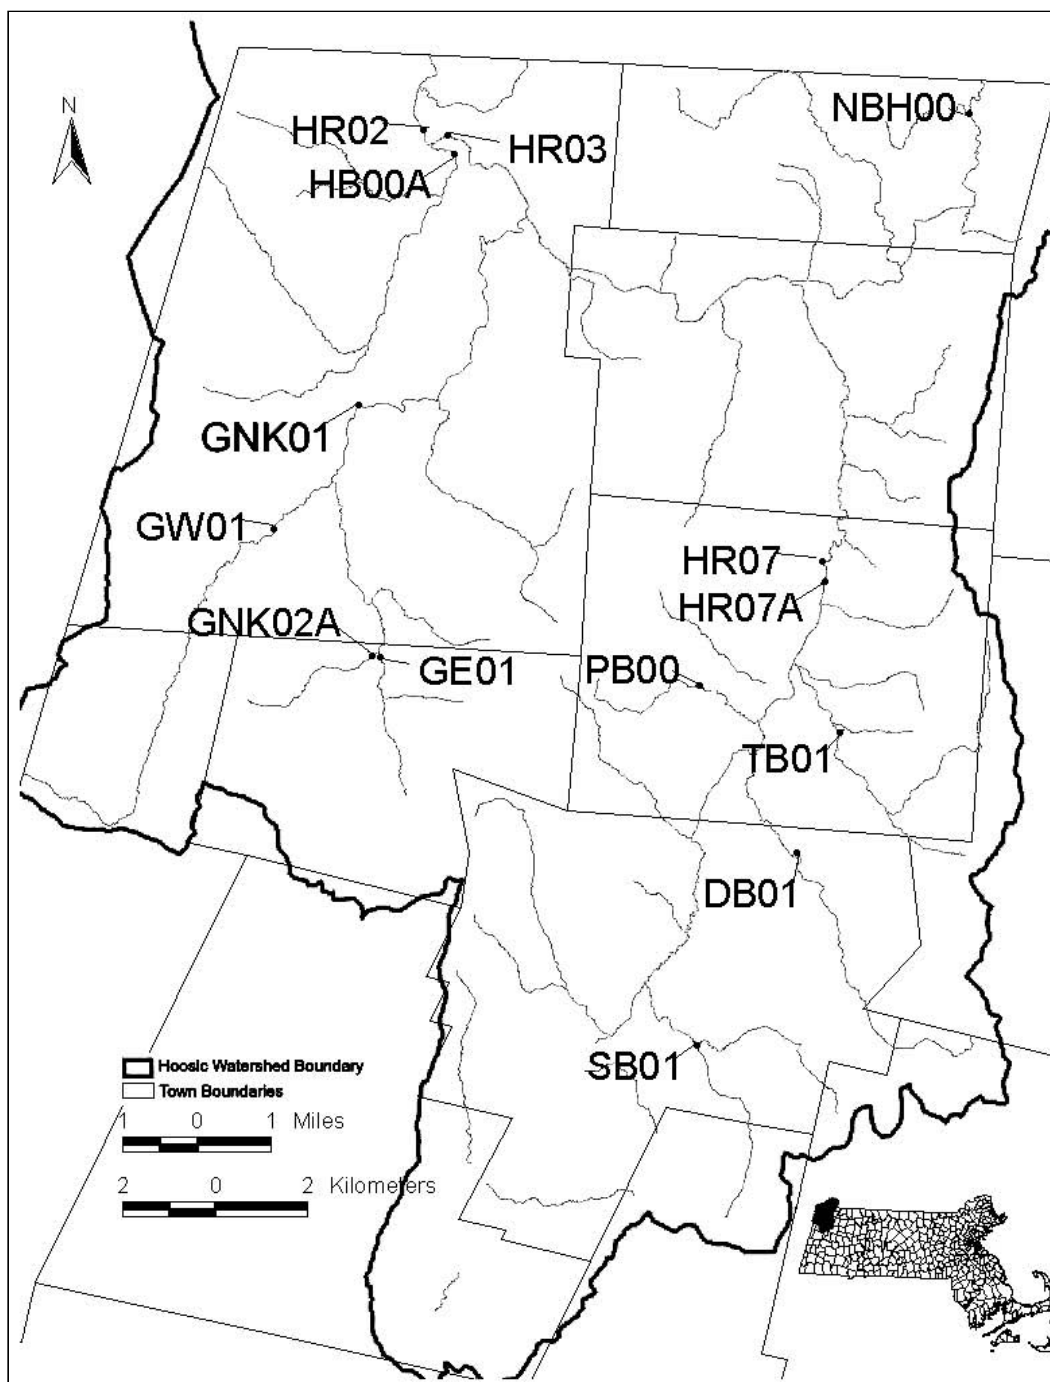 NBH00
N
HR02
HR03
HB00A
GNK01
GW01
HR07
HR07A
GNK02A
GE01
PB00
TB01
DB01
SB01
Hoosic Watershed Boundary
Town Boundaries
1 0 1 Miles
2 0 2 Kilometers